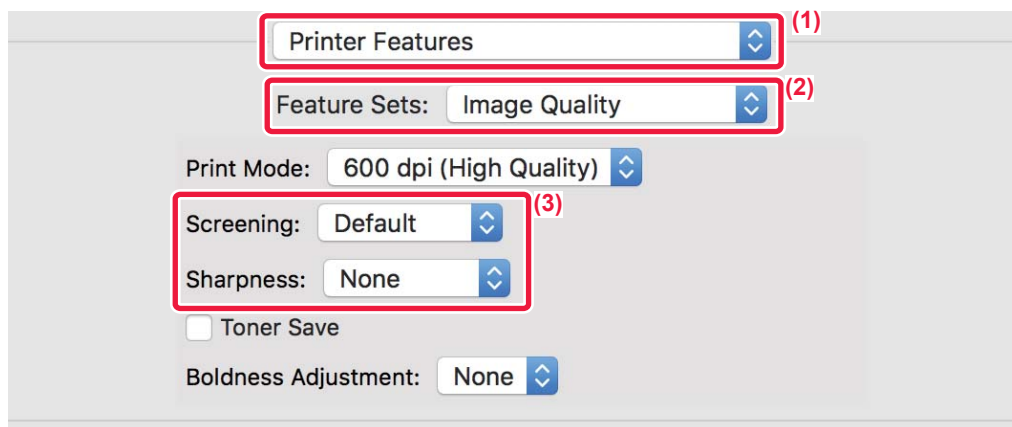 Printer Features (1)
Feature Sets: Image Quality (2)
Print Mode: 600 dpi (High Quality)
(3)
Screening: Default
Sharpness: None
Toner Save
Boldness Adjustment: None